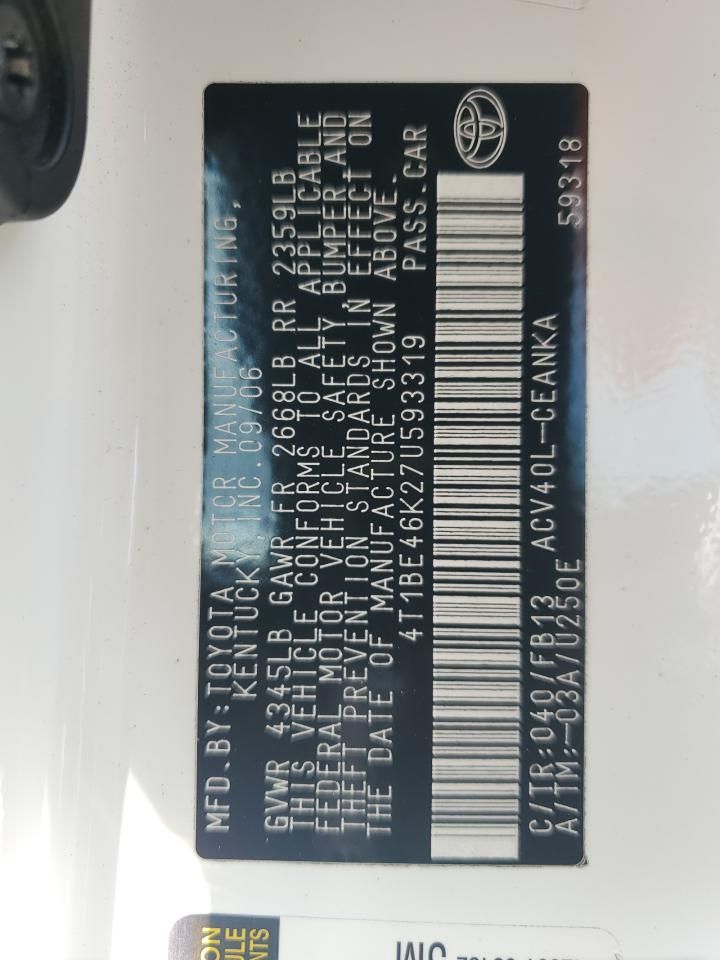 MFD.BY:TOYOTA MOTOR MANUFACTURING,
KENTUCKY,INC.09/06
GVWR 4345LB GAWR FR 2668LB RR 2359LB
THIS VEHICLE CONFORMS TO ALL APPLICABLE
FEDERAL MOTOR VEHICLE SAFETY, BUMPER AND
THEFT PREVENTION STANDARDS IN EFFECT ON
THE DATE OF MANUFACTURE SHOWN ABOVE.
4T1BE46K27U593319 PASS.CAR
C/TR:040/FB13 ACV40L-CEANKA 59318
A/TM:-03A/U250E